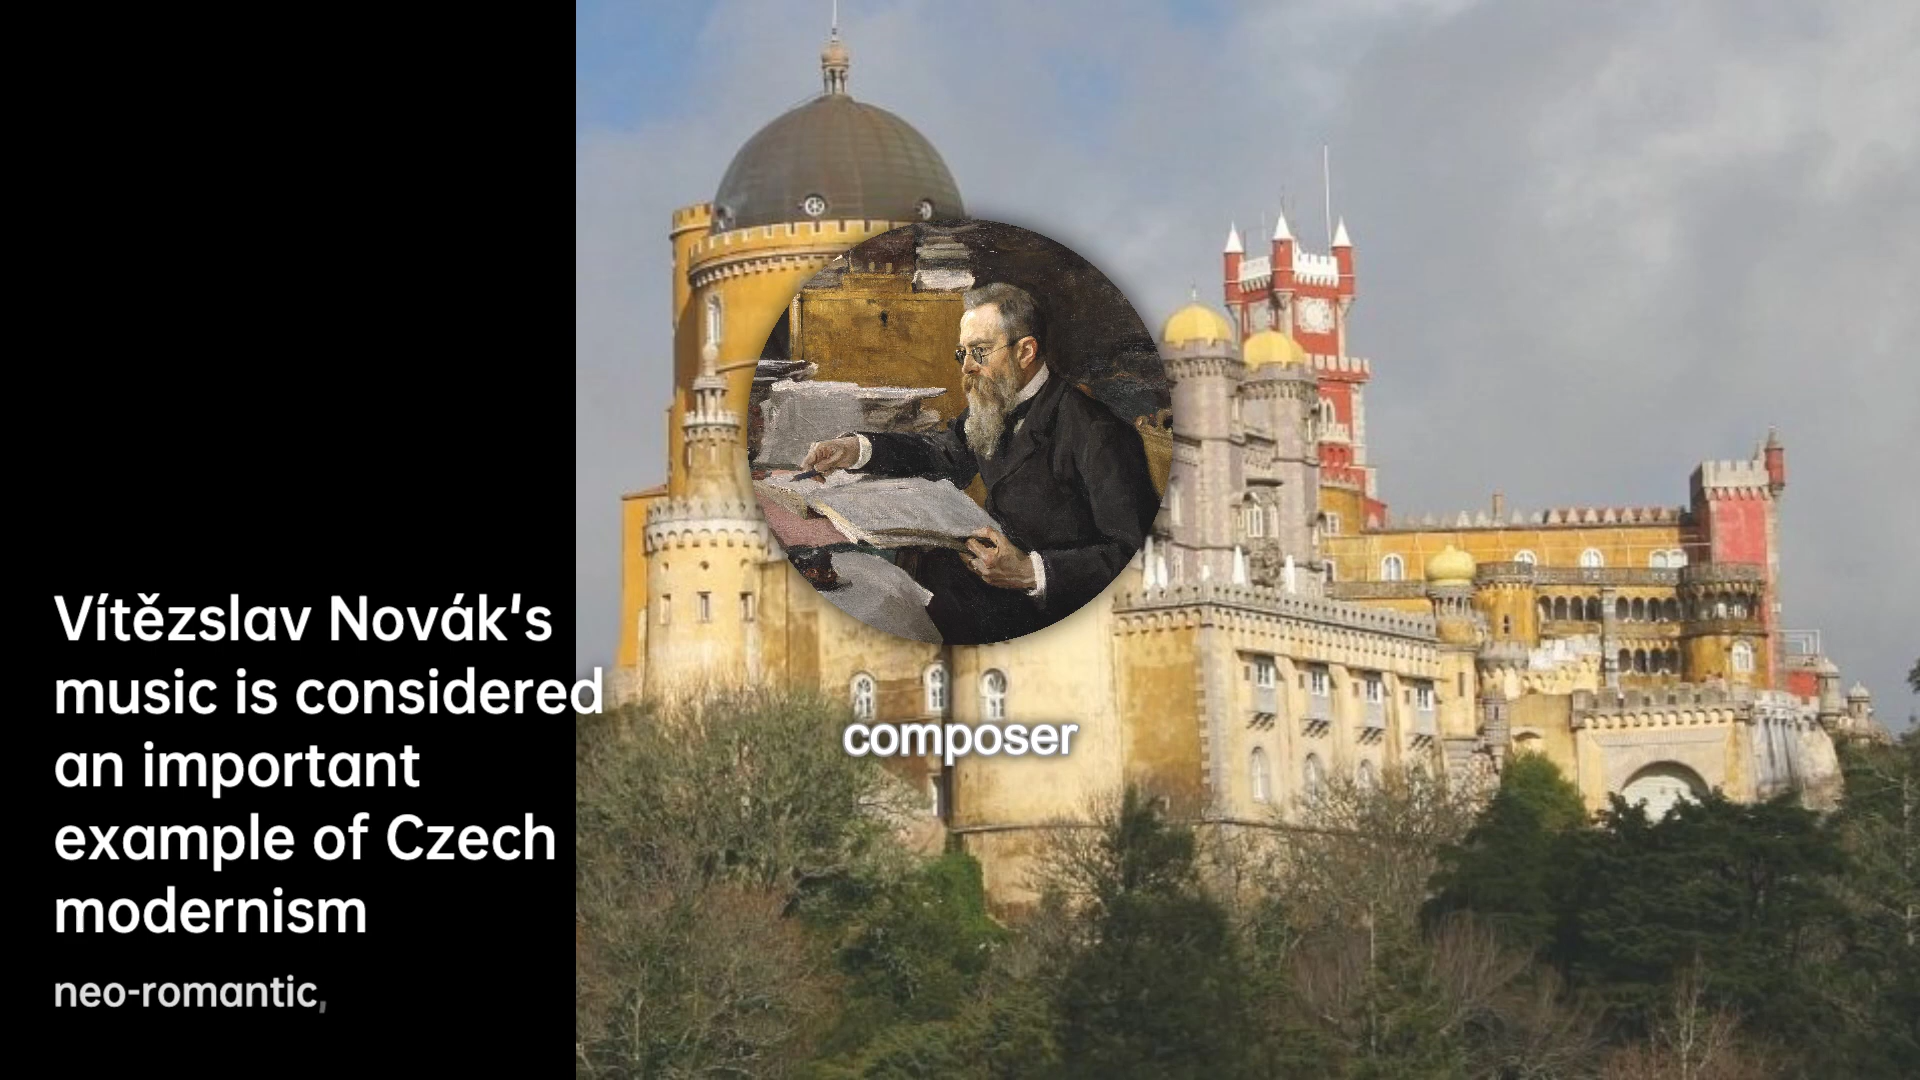 Vítězslav Novák's
music is considered
an important
example of Czech
modernism
neo-romantic,
composer